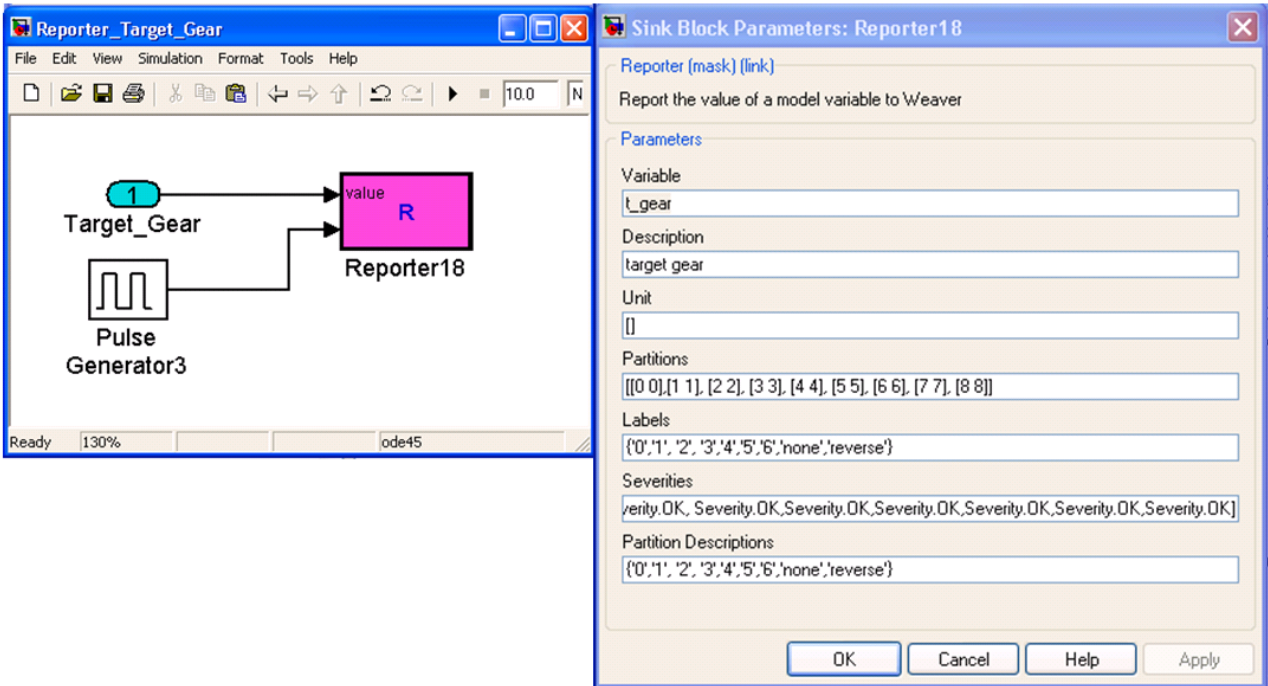 Reporter_Target_Gear
File Edit View Simulation Format Tools Help
10.0 N
1
Target_Gear
value
R
Reporter18
Pulse
Generator3
Ready 130% ode45
Sink Block Parameters: Reporter18
Reporter (mask) (link)
Report the value of a model variable to Weaver
Parameters
Variable
t_gear
Description
target gear
Unit
[]
Partitions
[[0 0],[1 1], [2 2], [3 3], [4 4], [5 5], [6 6], [7 7], [8 8]]
Labels
{'0','1', '2', '3','4','5','6','none','reverse'}
Severities
verity.OK, Severity.OK,Severity.OK,Severity.OK,Severity.OK,Severity.OK,Severity.OK]
Partition Descriptions
{'0','1', '2', '3','4','5','6','none','reverse'}
OK Cancel Help Apply